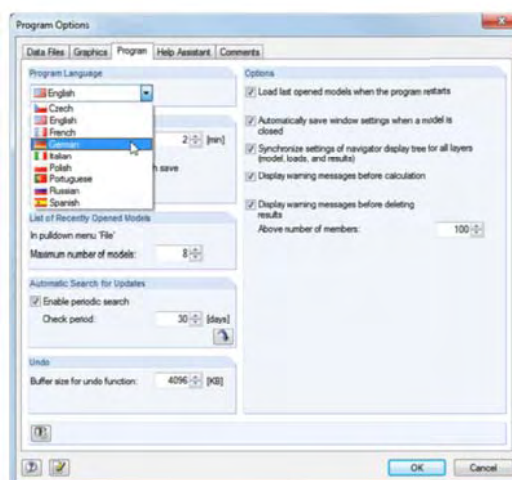 Program Options
Data Files
Graphics
Program
Help Assistant
Comments
Program Language
English
Czech
English
French
German
Italian
Polish
Portuguese
Russian
Spanish
2 [min]
save
List of Recently Opened Models
In pulldown menu 'File'
Maximum number of models: 8
Automatic Search for Updates
Enable periodic search
Check period: 30 [days]
Undo
Buffer size for undo function: 4096 [KB]
Options
Load last opened models when the program restarts
Automatically save window settings when a model is
closed
Synchronize settings of navigator display tree for all layers
(model, loads, and results)
Display warning messages before calculation
Display warning messages before deleting
results
Above number of members: 100
OK
Cancel